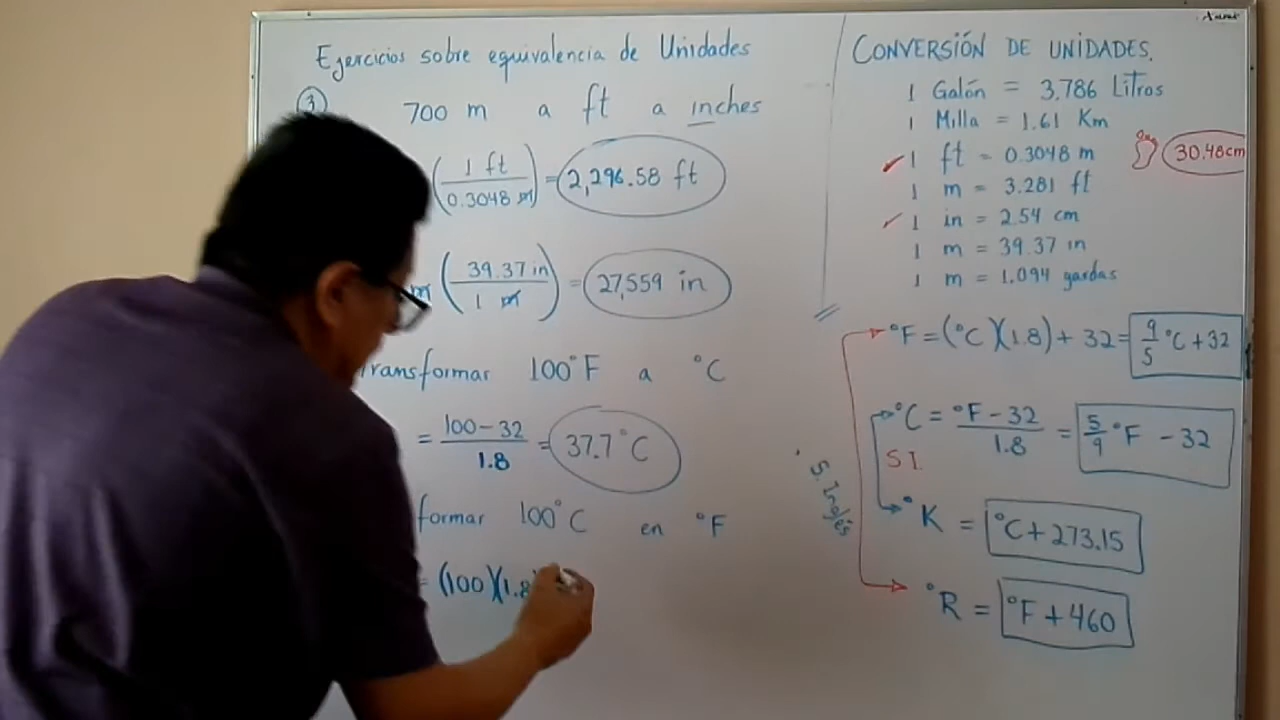 Ejercicios sobre equivalencia de Unidades
3
700 m a ft a inches
(1 ft / 0.3048 m) = 2,296.58 ft
m (39.37 in / 1 m) = 27,559 in
Transformar 100°F a °C
= 100 - 32 / 1.8 = 37.7°C
formar 100°C en °F
= (100)(1.8)
CONVERSIÓN DE UNIDADES.
1 Galón = 3.786 Litros
1 Milla = 1.61 Km
1 ft = 0.3048 m 30.48cm
1 m = 3.281 ft
1 in = 2.54 cm
1 m = 39.37 in
1 m = 1.094 yardas
°F = (°C)(1.8) + 32 = 9/5 °C + 32
°C = °F - 32 / 1.8 = 5/9 °F - 32
S I.
S. Inglés
°K = °C + 273.15
°R = °F + 460